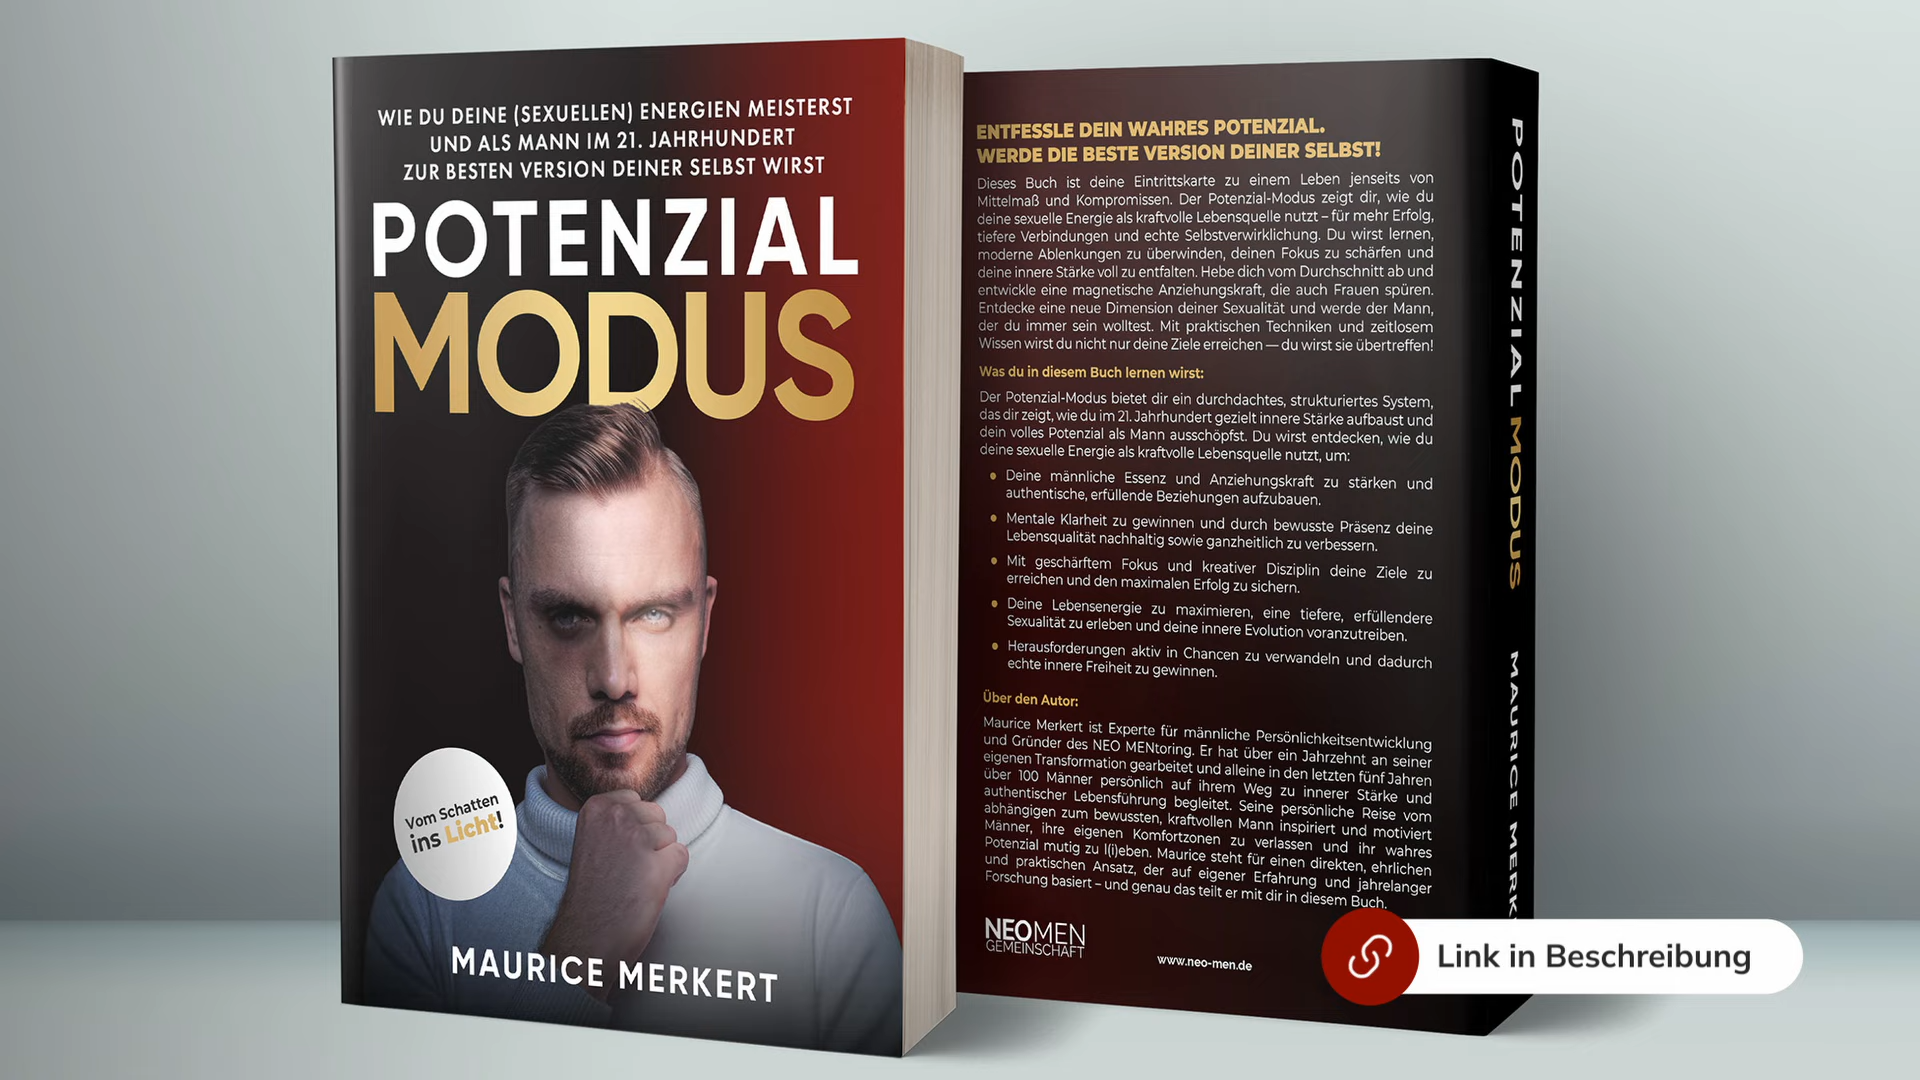 WIE DU DEINE (SEXUELLEN) ENERGIEN MEISTERST
UND ALS MANN IM 21. JAHRHUNDERT
ZUR BESTEN VERSION DEINER SELBST WIRST
POTENZIAL
MODUS
Vom Schatten
ins Licht!
MAURICE MERKERT
ENTFESSLE DEIN WAHRES POTENZIAL.
WERDE DIE BESTE VERSION DEINER SELBST!
Dieses Buch ist deine Eintrittskarte zu einem Leben jenseits von
Mittelmaß und Kompromissen. Der Potenzial-Modus zeigt dir, wie du
deine sexuelle Energie als kraftvolle Lebensquelle nutzt – für mehr Erfolg,
tiefere Verbindungen und echte Selbstverwirklichung. Du wirst lernen,
moderne Ablenkungen zu überwinden, deinen Fokus zu schärfen und
deine innere Stärke voll zu entfalten. Hebe dich vom Durchschnitt ab und
entwickle eine magnetische Anziehungskraft, die auch Frauen spüren.
Entdecke eine neue Dimension deiner Sexualität und werde der Mann,
der du immer sein wolltest. Mit praktischen Techniken und zeitlosem
Wissen wirst du nicht nur deine Ziele erreichen — du wirst sie übertreffen!
Was du in diesem Buch lernen wirst:
Der Potenzial-Modus bietet dir ein durchdachtes, strukturiertes System,
das dir zeigt, wie du im 21. Jahrhundert gezielt innere Stärke aufbaust und
dein volles Potenzial als Mann ausschöpfst. Du wirst entdecken, wie du
deine sexuelle Energie als kraftvolle Lebensquelle nutzt, um:
• Deine männliche Essenz und Anziehungskraft zu stärken und
authentische, erfüllende Beziehungen aufzubauen.
• Mentale Klarheit zu gewinnen und durch bewusste Präsenz deine
Lebensqualität nachhaltig sowie ganzheitlich zu verbessern.
• Mit geschärftem Fokus und kreativer Disziplin deine Ziele zu
erreichen und den maximalen Erfolg zu sichern.
• Deine Lebensenergie zu maximieren, eine tiefere, erfüllendere
Sexualität zu erleben und deine innere Evolution voranzutreiben.
• Herausforderungen aktiv in Chancen zu verwandeln und dadurch
echte innere Freiheit zu gewinnen.
Über den Autor:
Maurice Merkert ist Experte für männliche Persönlichkeitsentwicklung
und Gründer des NEO MENtoring. Er hat über ein Jahrzehnt an seiner
eigenen Transformation gearbeitet und alleine in den letzten fünf Jahren
über 100 Männer persönlich auf ihrem Weg zu innerer Stärke und
authentischer Lebensführung begleitet. Seine persönliche Reise vom
abhängigen zum bewussten, kraftvollen Mann inspiriert und motiviert
Männer, ihre eigenen Komfortzonen zu verlassen und ihr wahres
Potenzial mutig zu l(i)eben. Maurice steht für einen direkten, ehrlichen
und praktischen Ansatz, der auf eigener Erfahrung und jahrelanger
Forschung basiert – und genau das teilt er mit dir in diesem Buch.
NEOMEN
GEMEINSCHAFT
www.neo-men.de
POTENZIAL MODUS MAURICE MERK
Link in Beschreibung